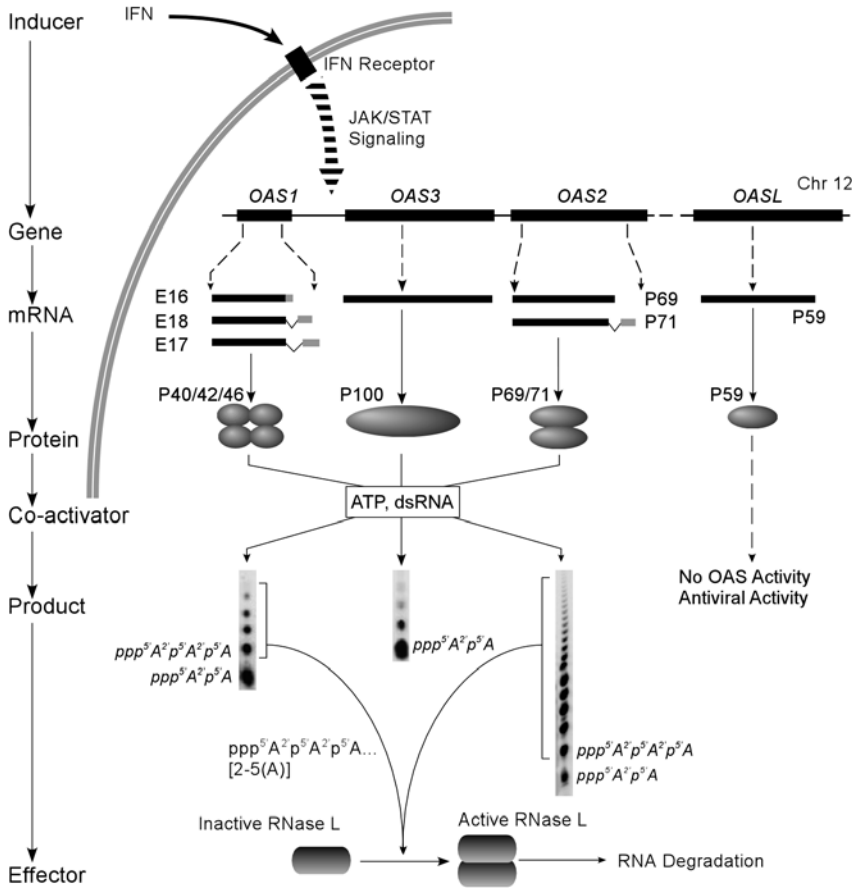 Inducer
IFN
IFN Receptor
JAK/STAT
Signaling
Chr 12
OAS1
OAS3
OAS2
OASL
Gene
mRNA
E16
E18
E17
P69
P71
P59
P40/42/46
P100
P69/71
P59
Protein
ATP, dsRNA
Co-activator
Product
No OAS Activity
Antiviral Activity
ppp⁵'A²'p⁵'A²'p⁵'A
ppp⁵'A²'p⁵'A
ppp⁵'A²'p⁵'A
ppp⁵'A²'p⁵'A²'p⁵'A...
[2-5(A)]
ppp⁵'A²'p⁵'A²'p⁵'A
ppp⁵'A²'p⁵'A
Inactive RNase L
Active RNase L
Effector
RNA Degradation